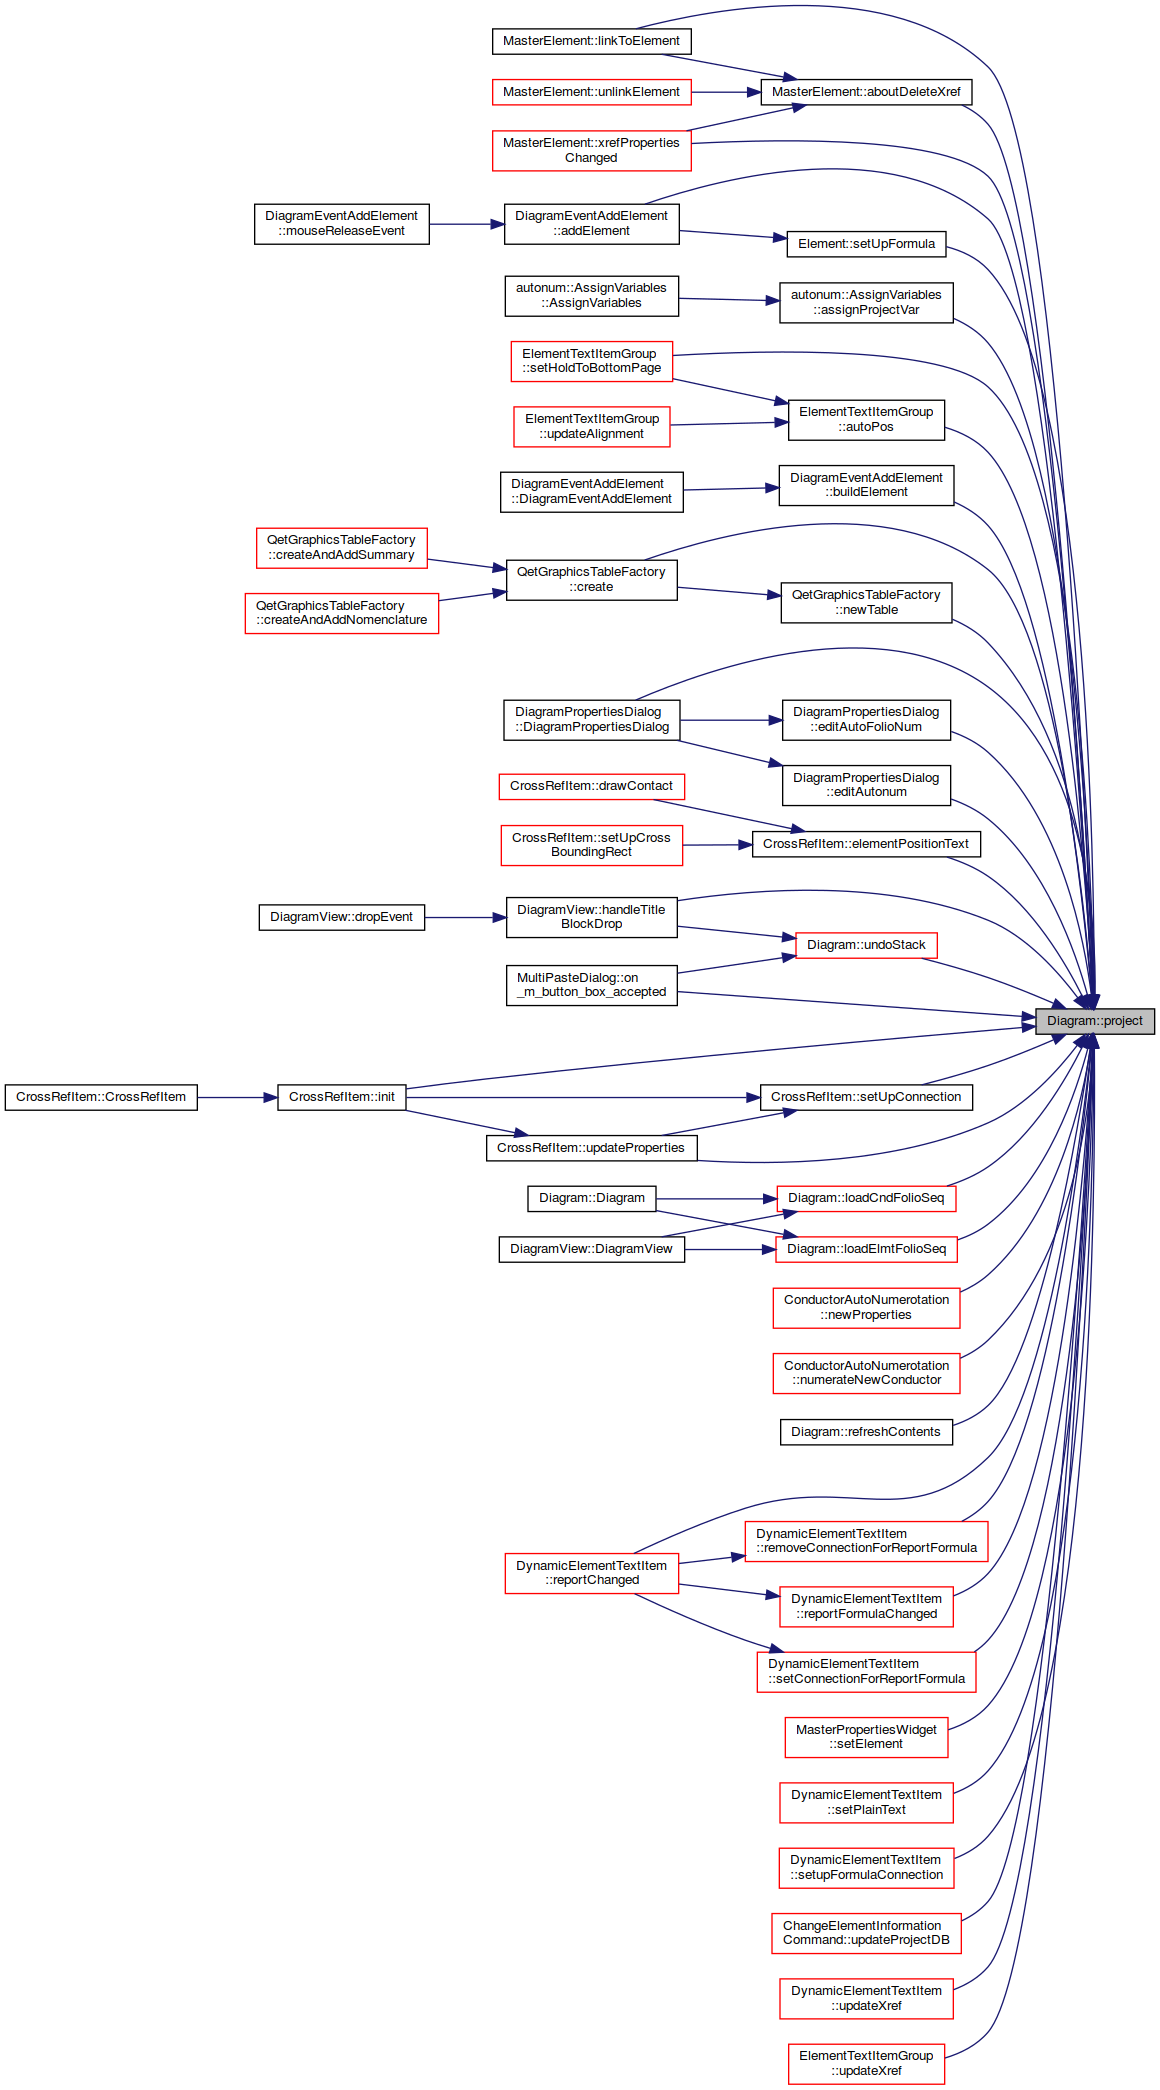 MasterElement::linkToElement
MasterElement::unlinkElement
MasterElement::aboutDeleteXref
MasterElement::xrefProperties
Changed
DiagramEventAddElement
::mouseReleaseEvent
DiagramEventAddElement
::addElement
Element::setUpFormula
autonum::AssignVariables
::AssignVariables
autonum::AssignVariables
::assignProjectVar
ElementTextItemGroup
::setHoldToBottomPage
ElementTextItemGroup
::autoPos
ElementTextItemGroup
::updateAlignment
DiagramEventAddElement
::DiagramEventAddElement
DiagramEventAddElement
::buildElement
QetGraphicsTableFactory
::createAndAddSummary
QetGraphicsTableFactory
::create
QetGraphicsTableFactory
::createAndAddNomenclature
QetGraphicsTableFactory
::newTable
DiagramPropertiesDialog
::DiagramPropertiesDialog
DiagramPropertiesDialog
::editAutoFolioNum
DiagramPropertiesDialog
::editAutonum
CrossRefItem::drawContact
CrossRefItem::setUpCross
BoundingRect
CrossRefItem::elementPositionText
DiagramView::dropEvent
DiagramView::handleTitle
BlockDrop
Diagram::undoStack
MultiPasteDialog::on
_m_button_box_accepted
Diagram::project
CrossRefItem::CrossRefItem
CrossRefItem::init
CrossRefItem::setUpConnection
CrossRefItem::updateProperties
Diagram::Diagram
Diagram::loadCndFolioSeq
DiagramView::DiagramView
Diagram::loadElmtFolioSeq
ConductorAutoNumerotation
::newProperties
ConductorAutoNumerotation
::numerateNewConductor
Diagram::refreshContents
DynamicElementTextItem
::removeConnectionForReportFormula
DynamicElementTextItem
::reportChanged
DynamicElementTextItem
::reportFormulaChanged
DynamicElementTextItem
::setConnectionForReportFormula
MasterPropertiesWidget
::setElement
DynamicElementTextItem
::setPlainText
DynamicElementTextItem
::setupFormulaConnection
ChangeElementInformation
Command::updateProjectDB
DynamicElementTextItem
::updateXref
ElementTextItemGroup
::updateXref